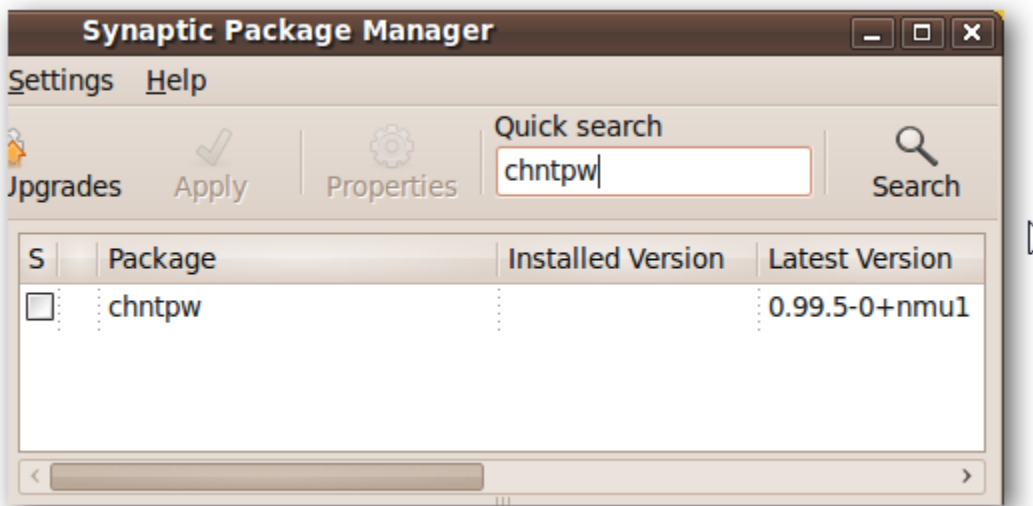 Synaptic Package Manager
Settings Help
Quick search
Upgrades Apply Properties chntpw Search
S Package Installed Version Latest Version
chntpw 0.99.5-0+nmu1